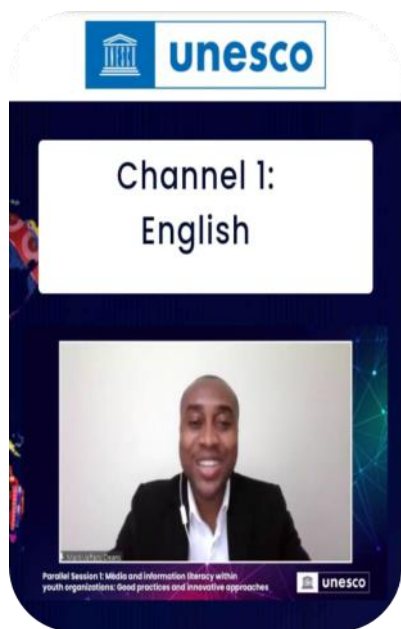 unesco
Channel 1:
English
Parallel Session 1: Media and information literacy within
youth organizations: Good practices and innovative approaches
unesco